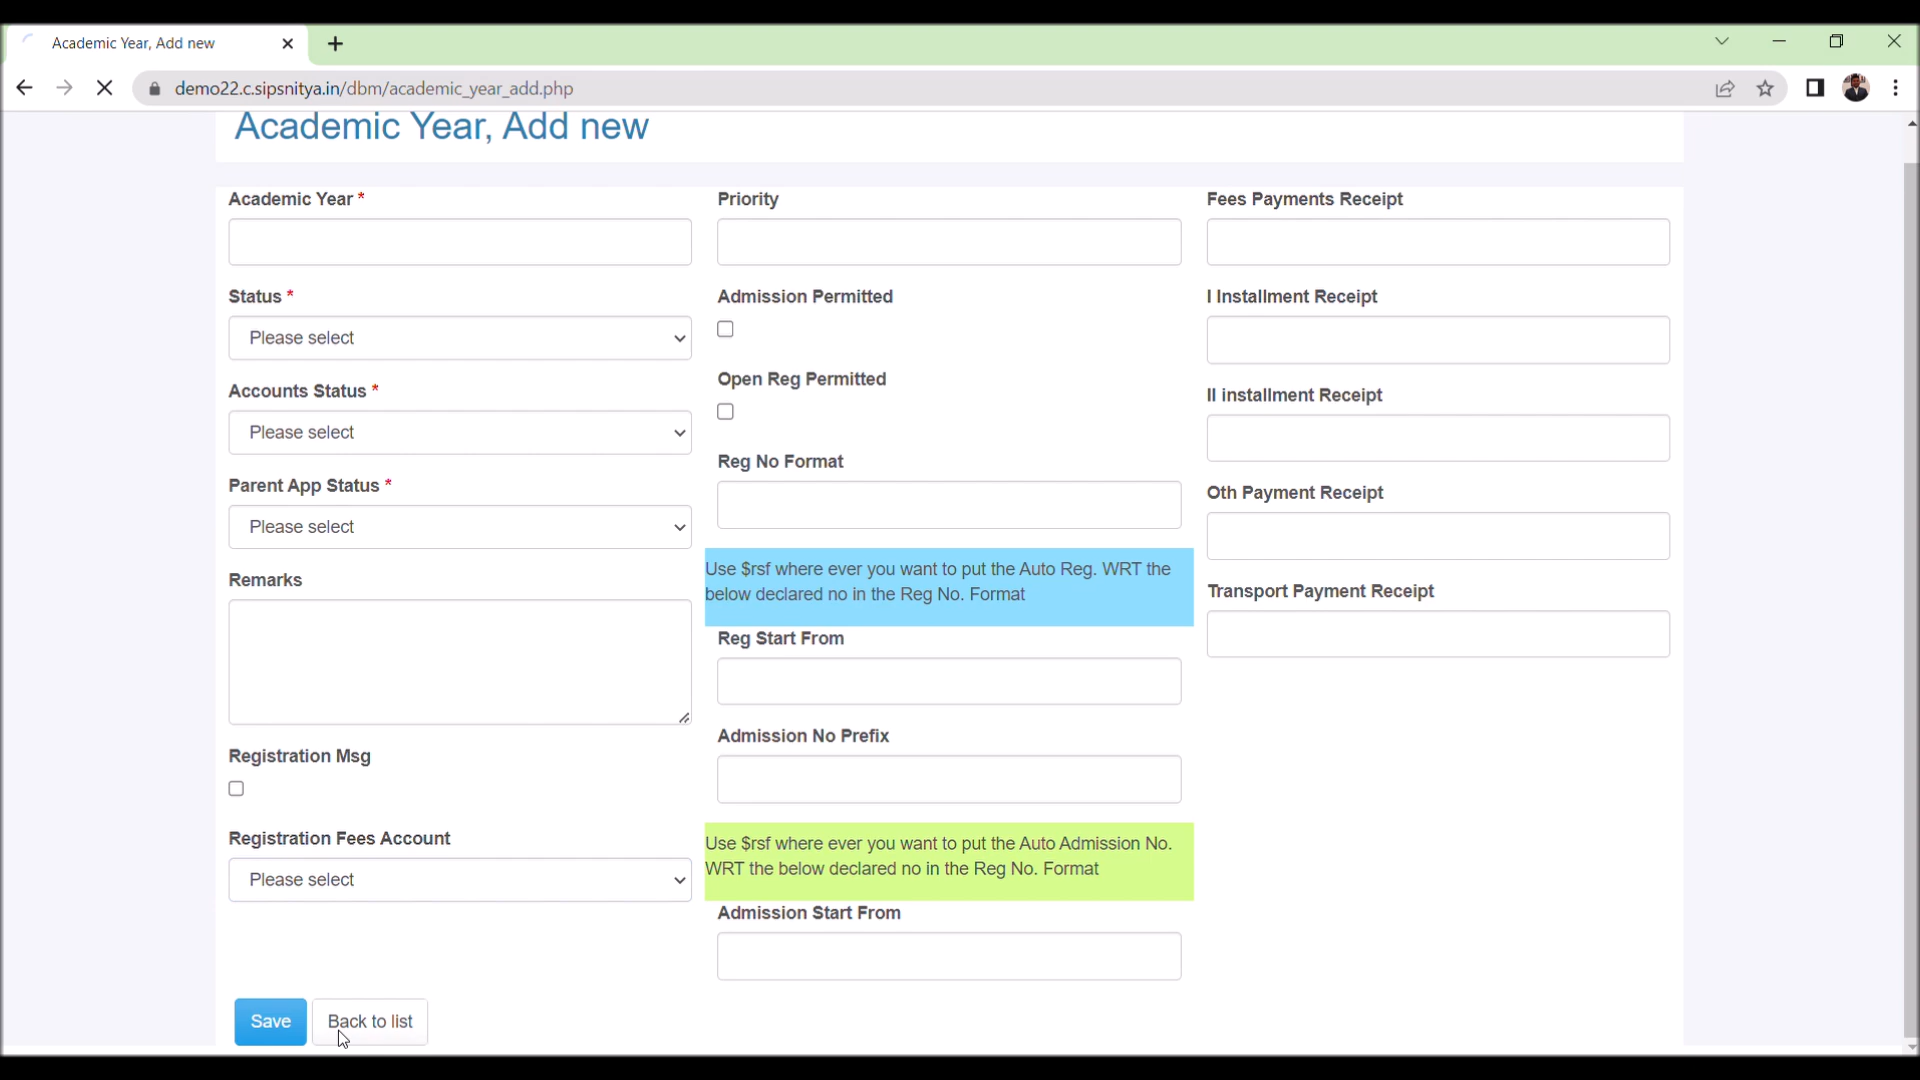 Academic Year, Add new
demo22.c.sipsnitya.in/dbm/academic_year_add.php
Academic Year, Add new
Academic Year *
Status *
Please select
Accounts Status *
Please select
Parent App Status *
Please select
Remarks
Registration Msg
Registration Fees Account
Please select
Priority
Admission Permitted
Open Reg Permitted
Reg No Format
Use $rsf where ever you want to put the Auto Reg. WRT the
below declared no in the Reg No. Format
Reg Start From
Admission No Prefix
Use $rsf where ever you want to put the Auto Admission No.
WRT the below declared no in the Reg No. Format
Admission Start From
Fees Payments Receipt
I Installment Receipt
II installment Receipt
Oth Payment Receipt
Transport Payment Receipt
Save
Back to list